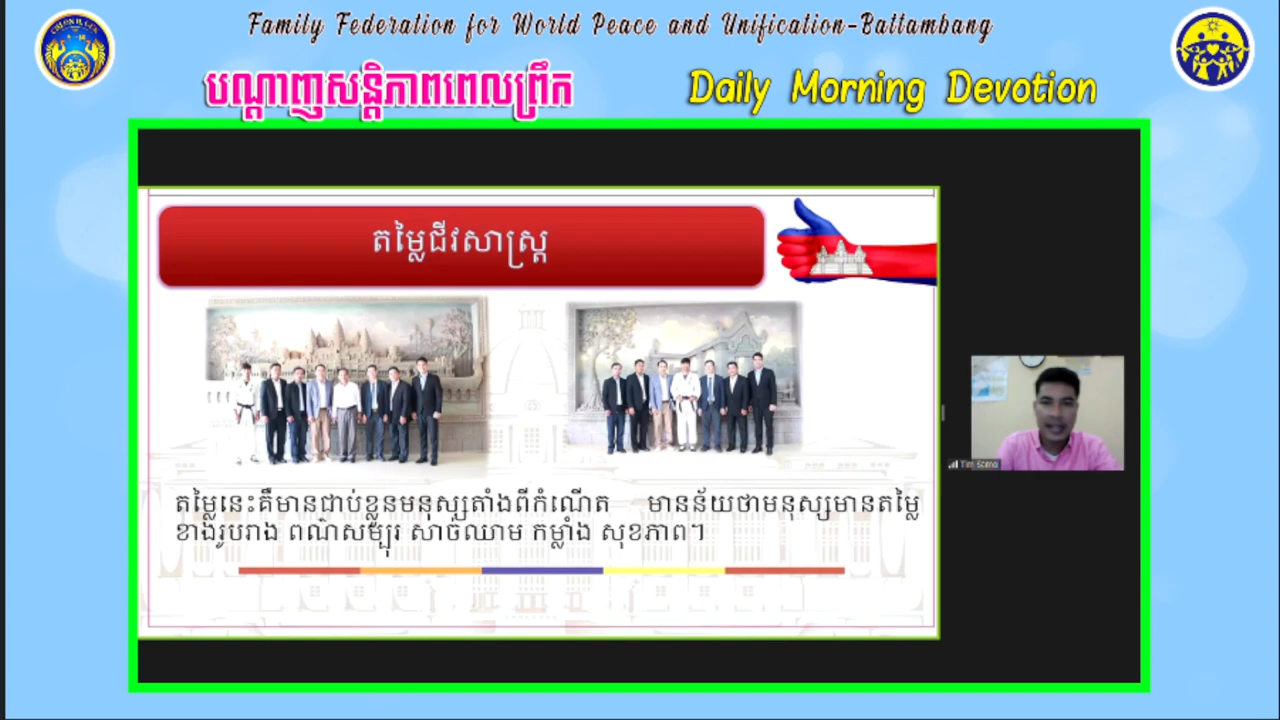 Family Federation for World Peace and Unification-Battambang
បណ្តាញសន្តិភាពពេលព្រឹក
Daily Morning Devotion
តម្លៃជីវសាស្ត្រ
តម្លៃនេះគឺមានជាប់ខ្លួនមនុស្សតាំងពីកំណើត មានន័យថាមនុស្សមានតម្លៃ
ខាងរូបរាង ពណ៌សម្បុរ សាច់ឈាម កម្លាំង សុខភាព។